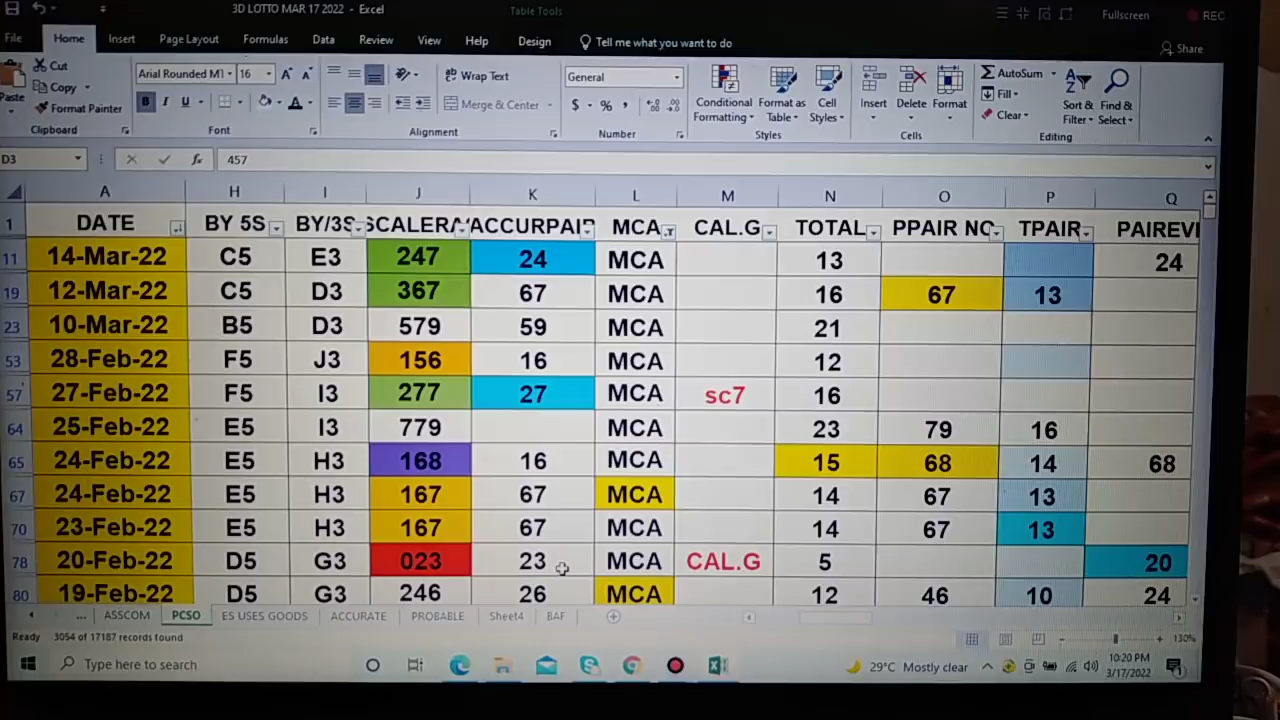 3D LOTTO MAR 17 2022 - Excel
Table Tools
Fullscreen
REC
File Home Insert Page Layout Formulas Data Review View Help Design Tell me what you want to do
Share
Cut
Copy
Format Painter
Paste
Clipboard
Arial Rounded MT 16
Font
Wrap Text
Merge & Center
Alignment
General
Number
Conditional Formatting
Format as Table
Cell Styles
Styles
Insert Delete Format
Cells
AutoSum
Fill
Clear
Sort & Filter
Find & Select
Editing
D3 457
A H I J K L M N O P Q
1 DATE BY 5S BY/3S SCALERA ACCURPAIR MCA CAL.G TOTAL PPAIR NO TPAIR PAIREV
11 14-Mar-22 C5 E3 247 24 MCA 13 24
19 12-Mar-22 C5 D3 367 67 MCA 16 67 13
23 10-Mar-22 B5 D3 579 59 MCA 21
53 28-Feb-22 F5 J3 156 16 MCA 12
57 27-Feb-22 F5 I3 277 27 MCA sc7 16
64 25-Feb-22 E5 I3 779 MCA 23 79 16
65 24-Feb-22 E5 H3 168 16 MCA 15 68 14 68
67 24-Feb-22 E5 H3 167 67 MCA 14 67 13
70 23-Feb-22 E5 H3 167 67 MCA 14 67 13
78 20-Feb-22 D5 G3 023 23 MCA CAL.G 5 20
80 19-Feb-22 D5 G3 246 26 MCA 12 46 10 24
... ASSCOM PCSO ES USES GOODS ACCURATE PROBABLE Sheet4 BAF
Ready 3054 of 17187 records found
130%
Type here to search
29°C Mostly clear
10:20 PM
3/17/2022